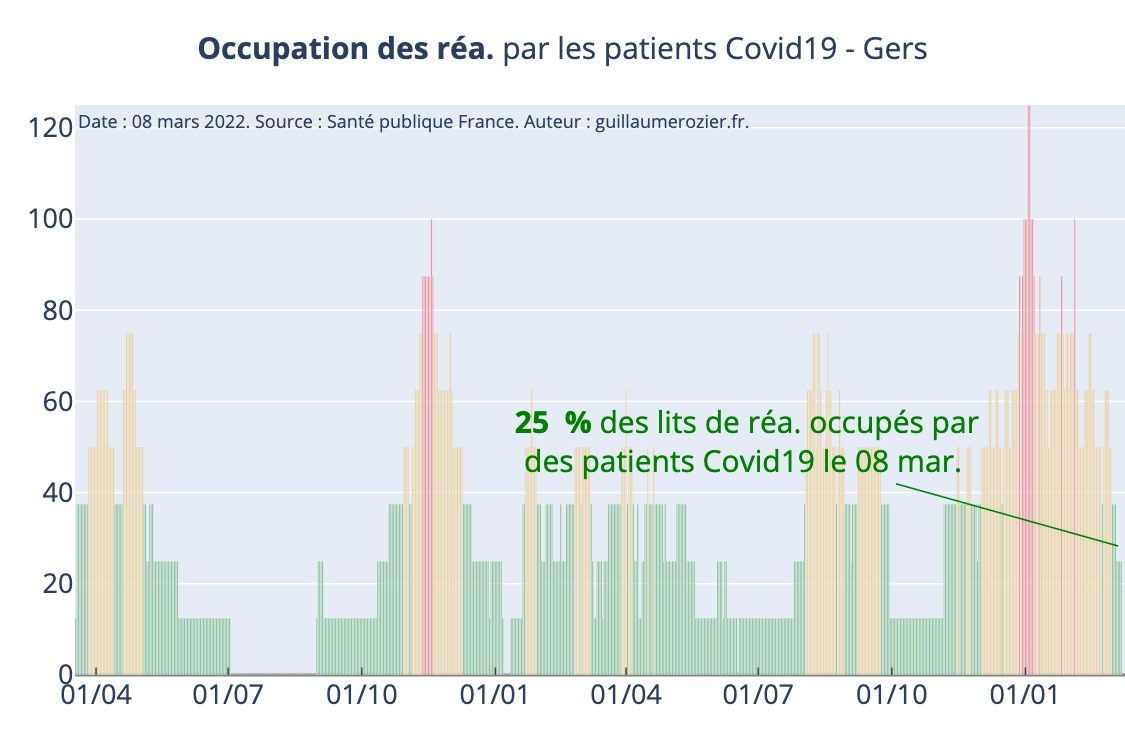 Occupation des réa. par les patients Covid19 - Gers
Date : 08 mars 2022. Source : Santé publique France. Auteur : guillaumerozier.fr.
120
100
80
60
40
20
0
25 % des lits de réa. occupés par
des patients Covid19 le 08 mar.
01/04 01/07 01/10 01/01 01/04 01/07 01/10 01/01